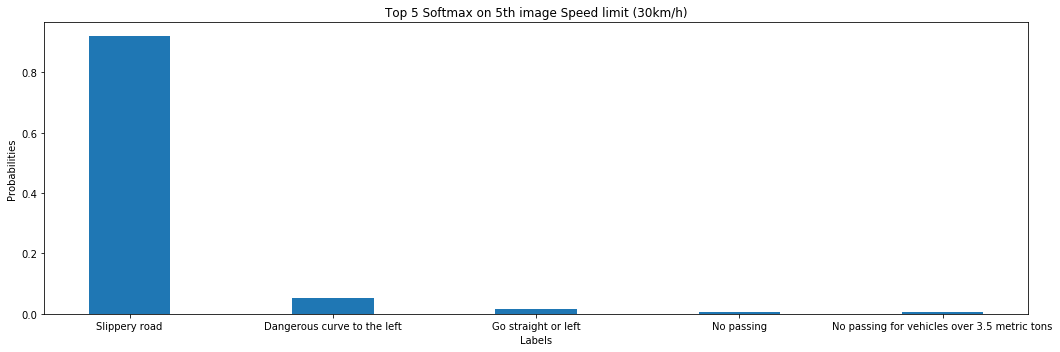 Top 5 Softmax on 5th image Speed limit (30km/h)
Probabilities
0.8
0.6
0.4
0.2
0.0
Slippery road Dangerous curve to the left Go straight or left No passing No passing for vehicles over 3.5 metric tons
Labels